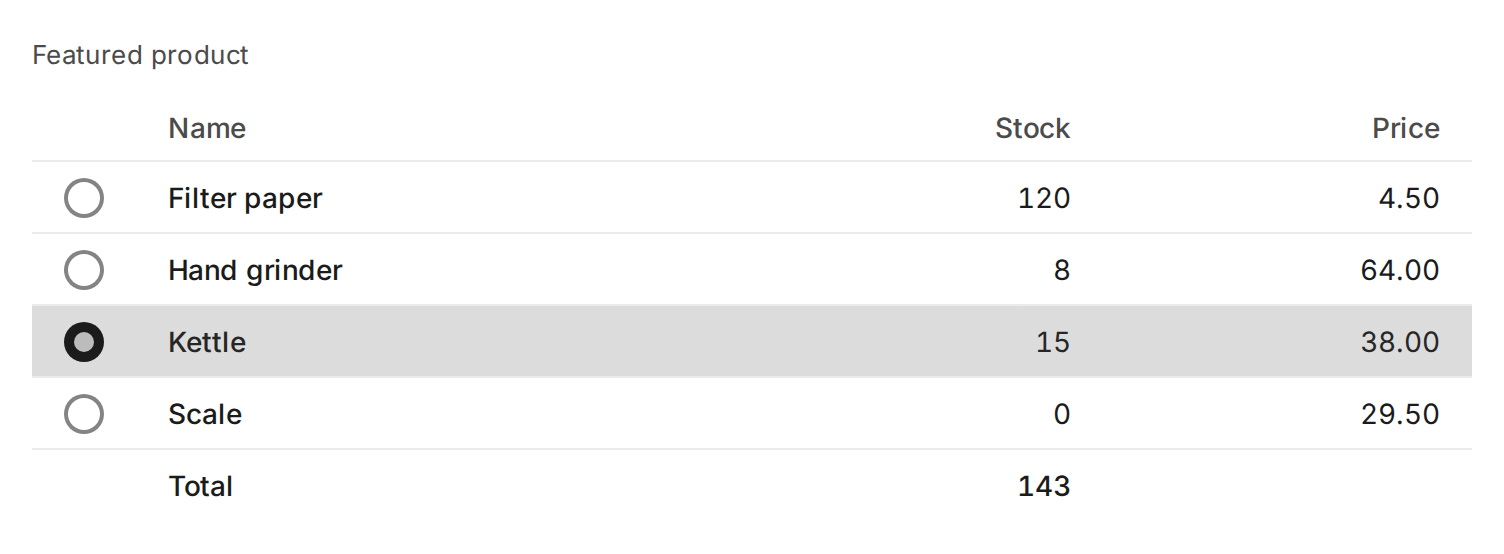 Featured product
Name Stock Price
Filter paper 120 4.50
Hand grinder 8 64.00
Kettle 15 38.00
Scale 0 29.50
Total 143